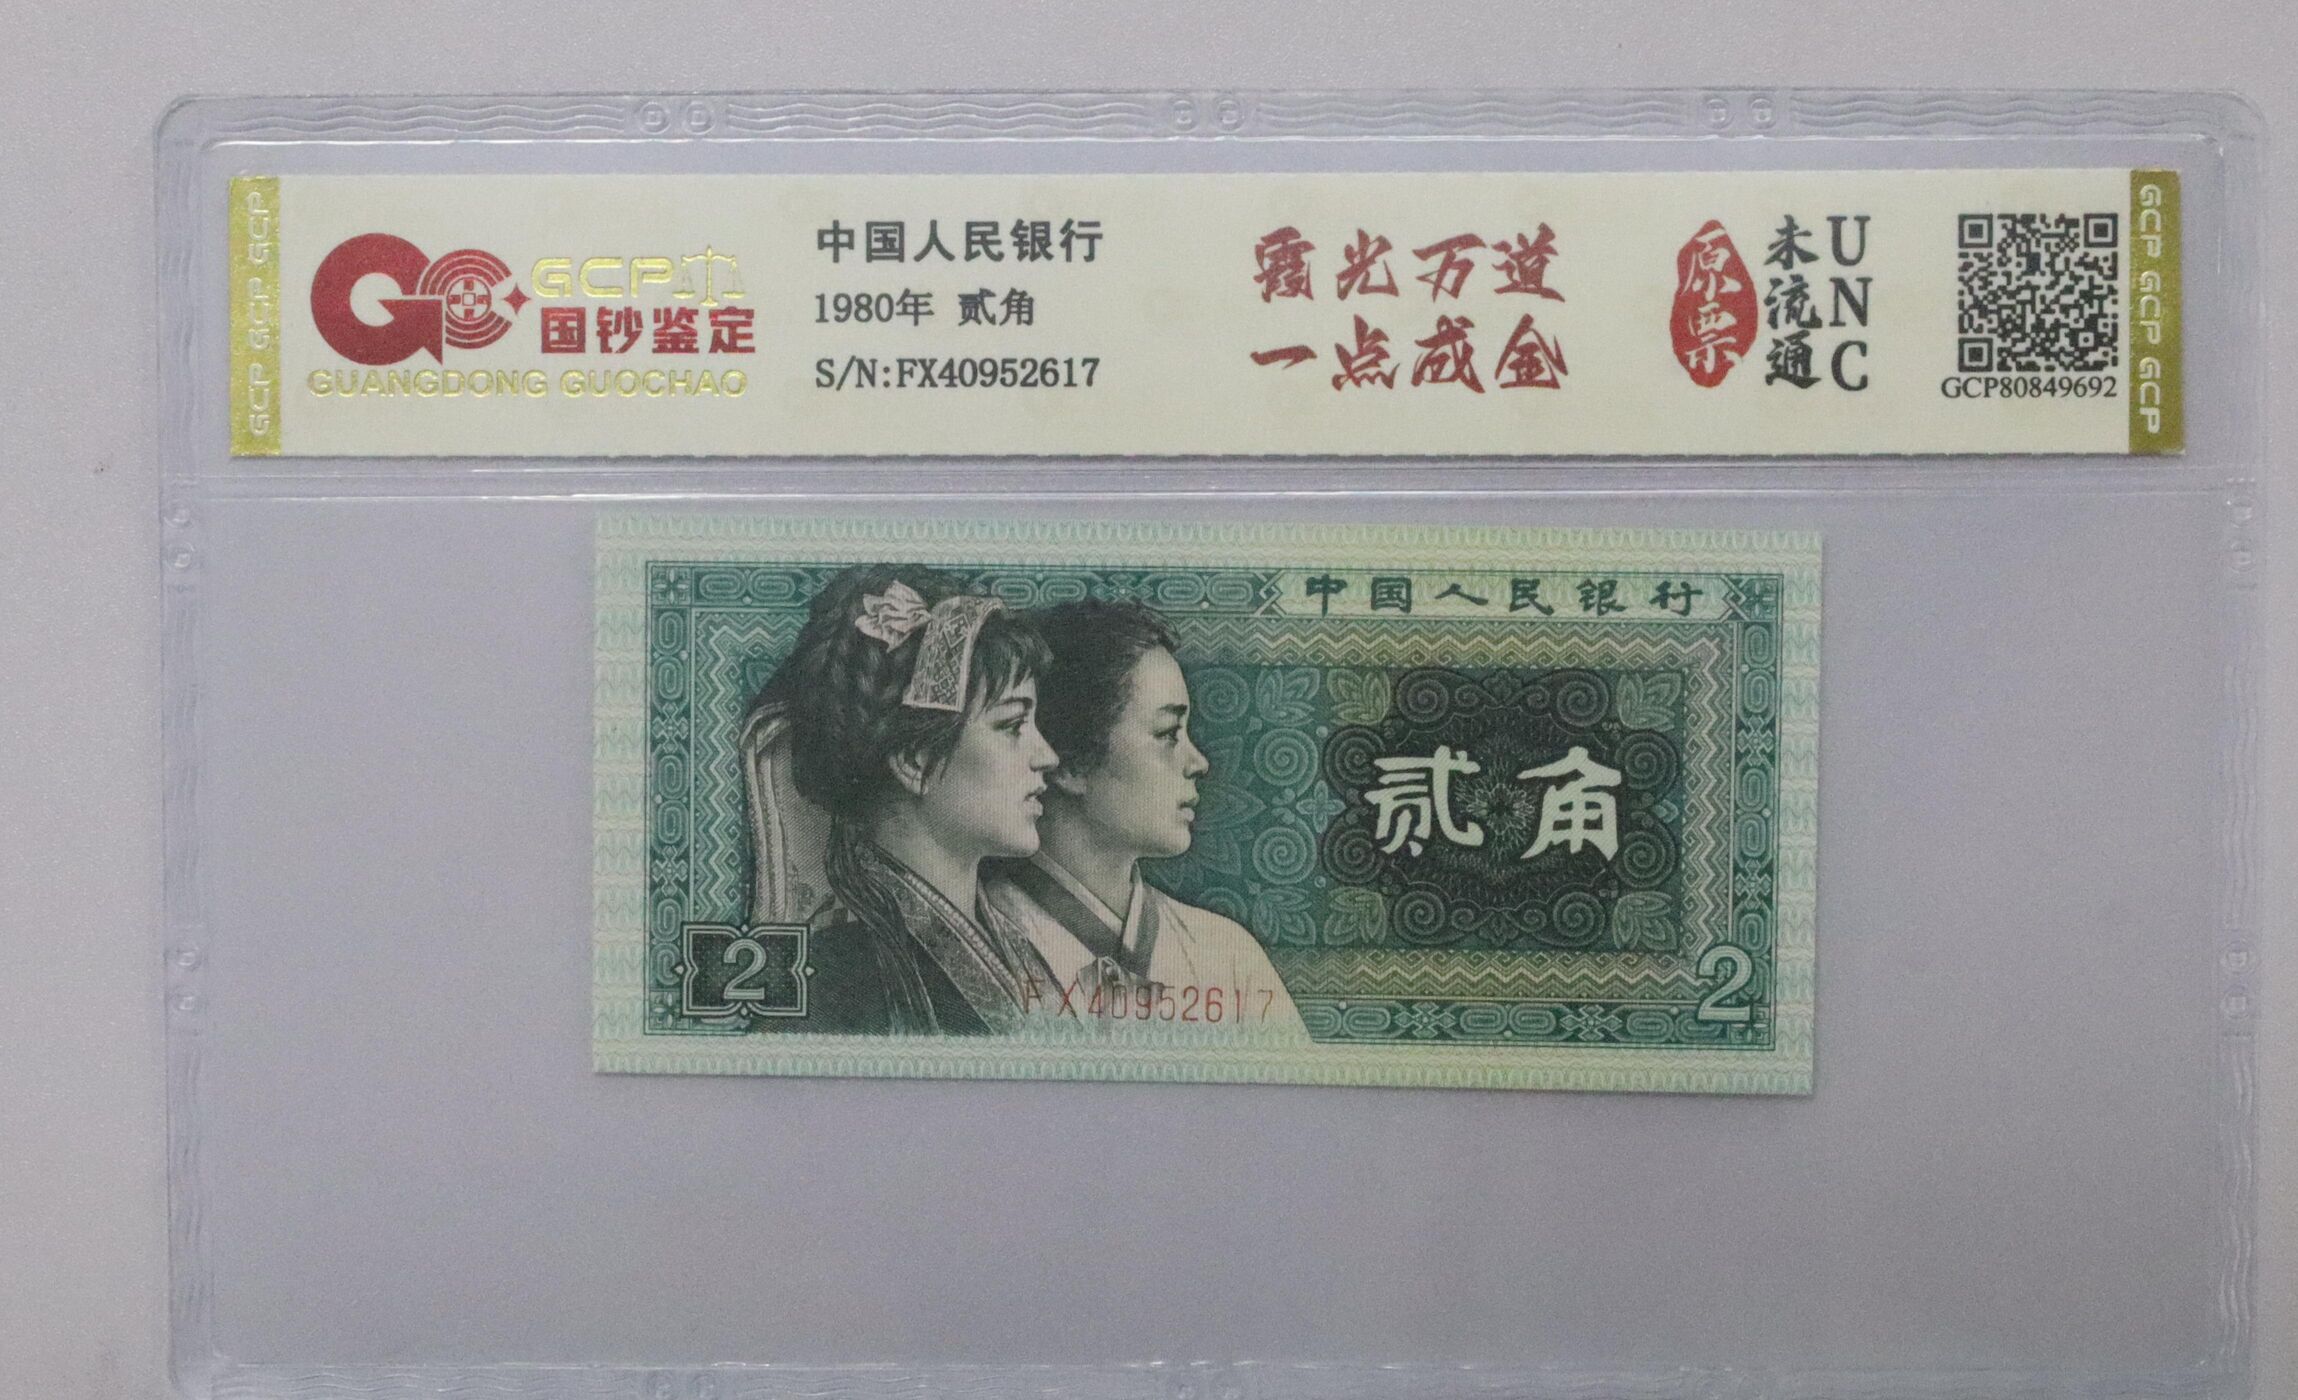 GCP GCP GCP
GCP
国钞鉴定
GUANGDONG GUOCHAO
中国人民银行
1980年 贰角
S/N:FX40952617
霞光万道
一点成金
原票
未流通
UNC
GCP80849692
GCP GCP GCP
中国人民银行
贰角
2
FX40952617
2